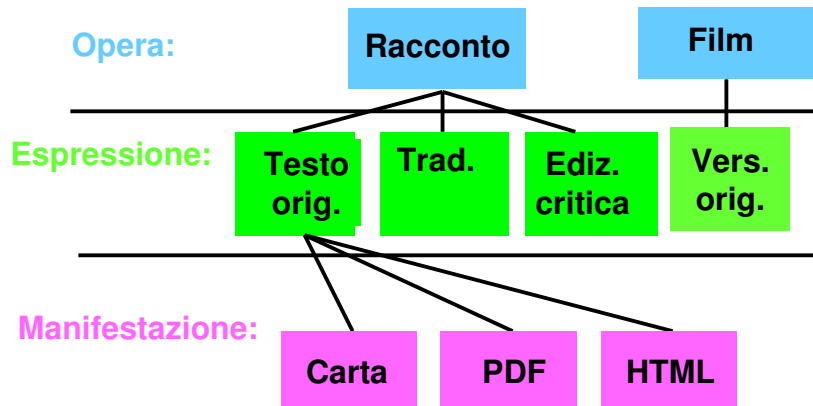 Opera:
Racconto
Film
Espressione:
Testo
orig.
Trad.
Ediz.
critica
Vers.
orig.
Manifestazione:
Carta
PDF
HTML